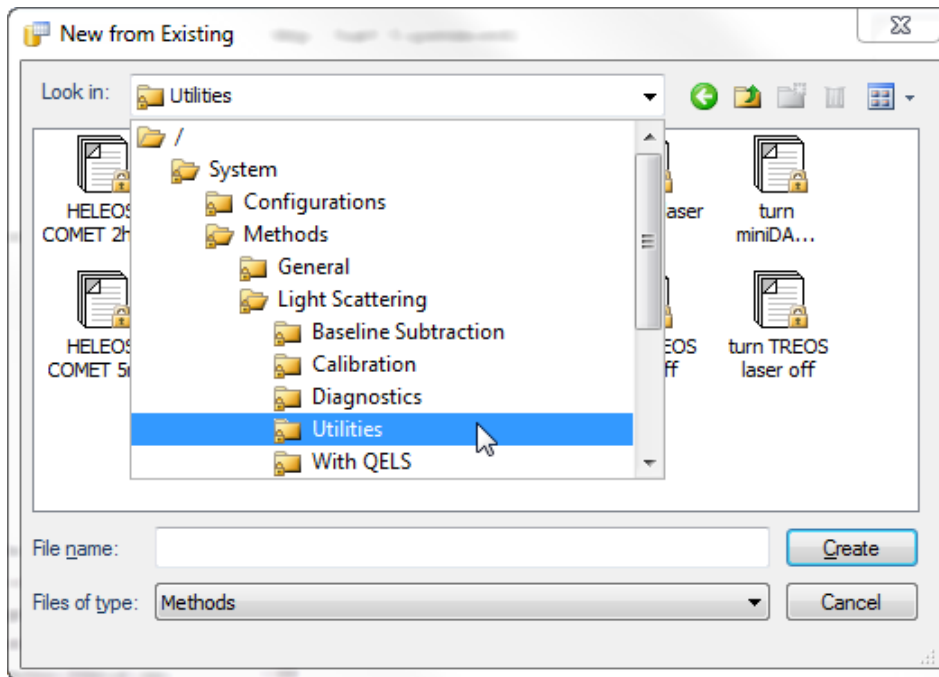 New from Existing
Look in:
Utilities
/
System
Configurations
Methods
General
Light Scattering
Baseline Subtraction
Calibration
Diagnostics
Utilities
With QELS
HELEOS
COMET 2h
aser
turn
miniDA...
HELEOS
COMET 5
EOS
ff
turn TREOS
laser off
File name:
Create
Files of type:
Methods
Cancel